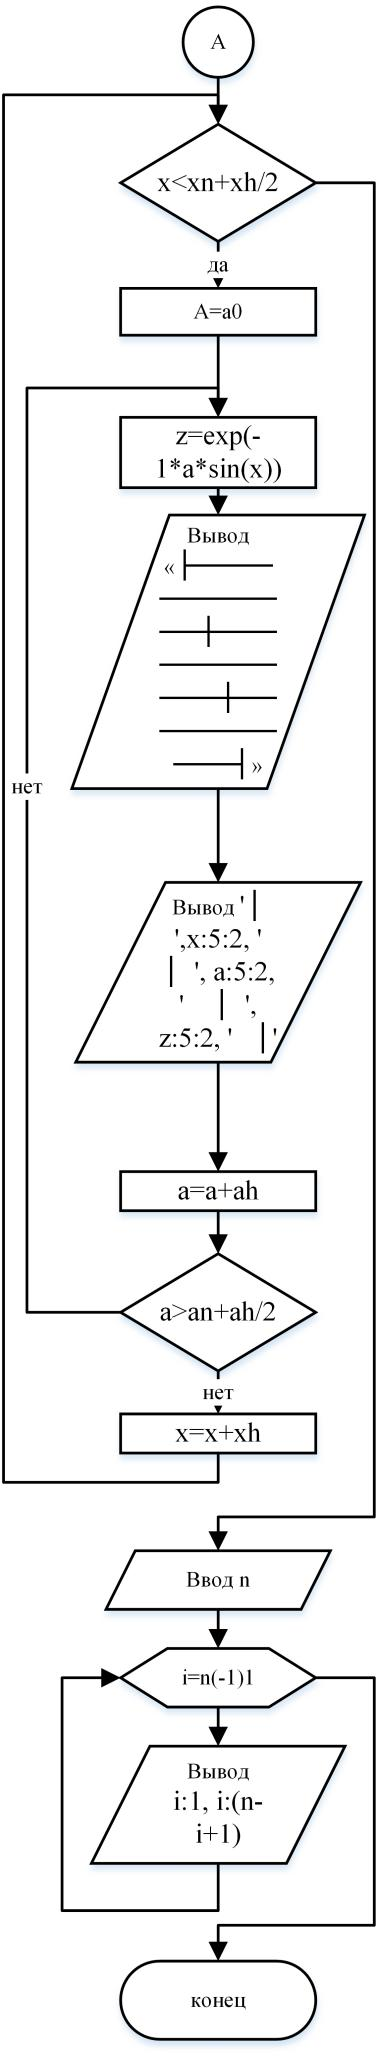 A
x<xn+xh/2
да
A=a0
z=exp(-
1*a*sin(x))
Вывод
« ├────
────────
───┼────
────────
────┼───
────────
────┤ »
нет
Вывод '│
',x:5:2, '
│ ', a:5:2,
' │ ',
z:5:2, ' │'
a=a+ah
a>an+ah/2
нет
x=x+xh
Ввод n
i=n(-1)1
Вывод
i:1, i:(n-
i+1)
конец